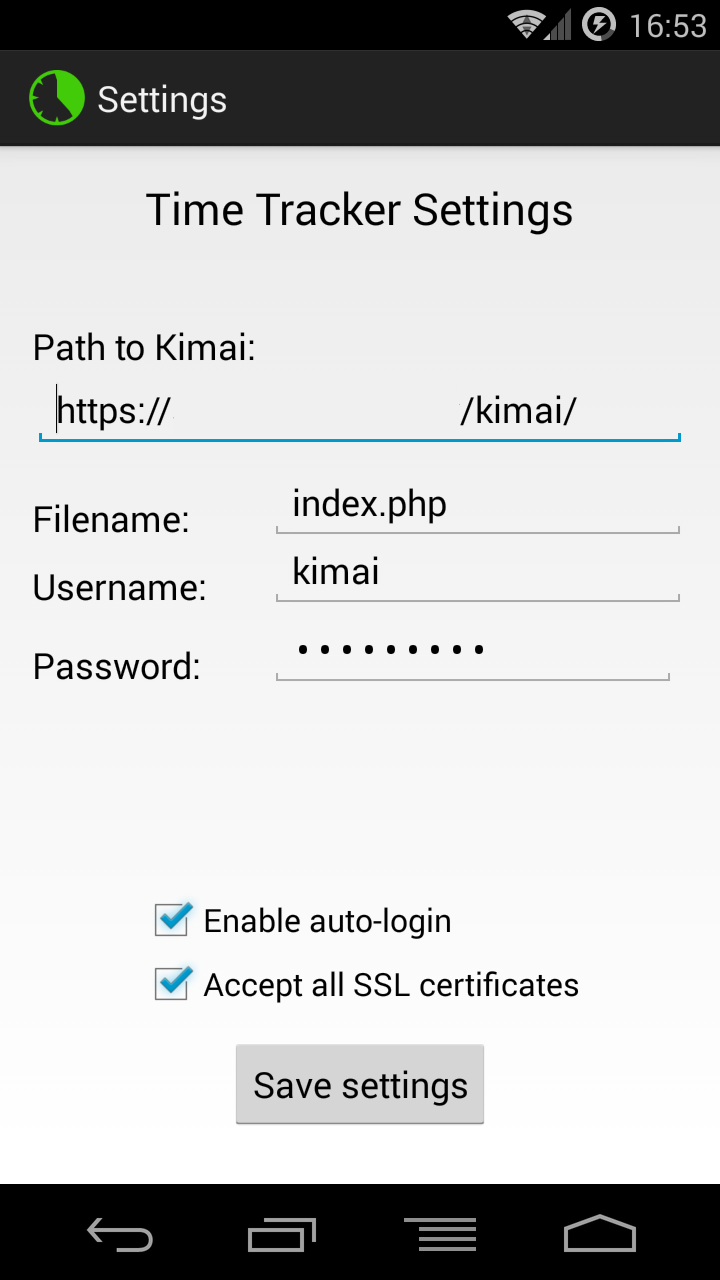 16:53
Settings
Time Tracker Settings
Path to Kimai:
https:// /kimai/
Filename: index.php
Username: kimai
Password: •••••••••
Enable auto-login
Accept all SSL certificates
Save settings